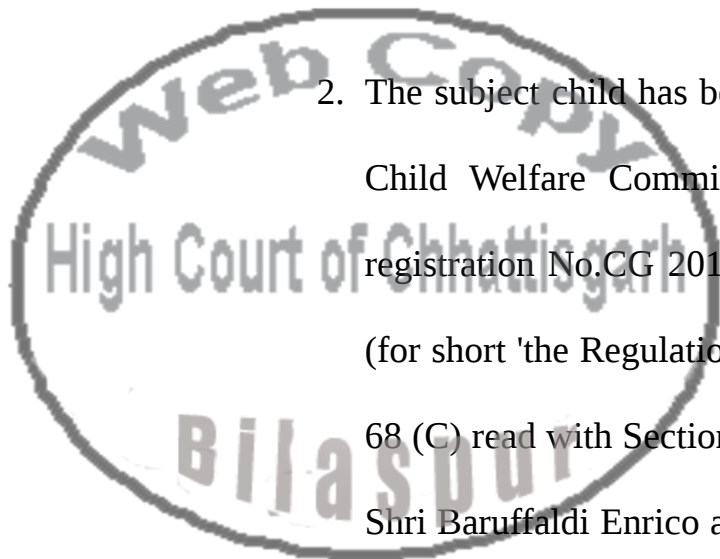 Web Copy
2. The subject child has b
Child Welfare Commi
High Court of Chhattisgarh
registration No.CG 201
(for short 'the Regulatio
68 (C) read with Section
Bilaspur
Shri Baruffaldi Enrico a